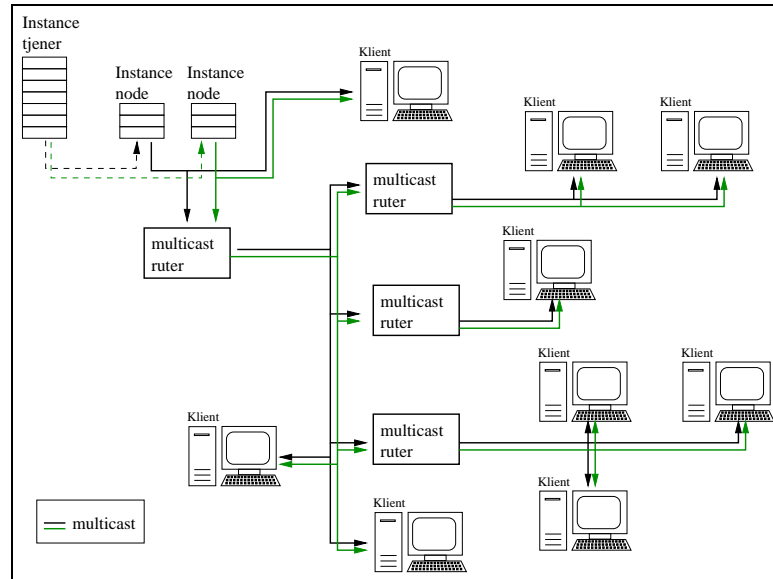 Instance
tjener
Instance
node
Instance
node
Klient
Klient
Klient
multicast
ruter
multicast
ruter
Klient
multicast
ruter
Klient
Klient
Klient
multicast
ruter
Klient
Klient
multicast